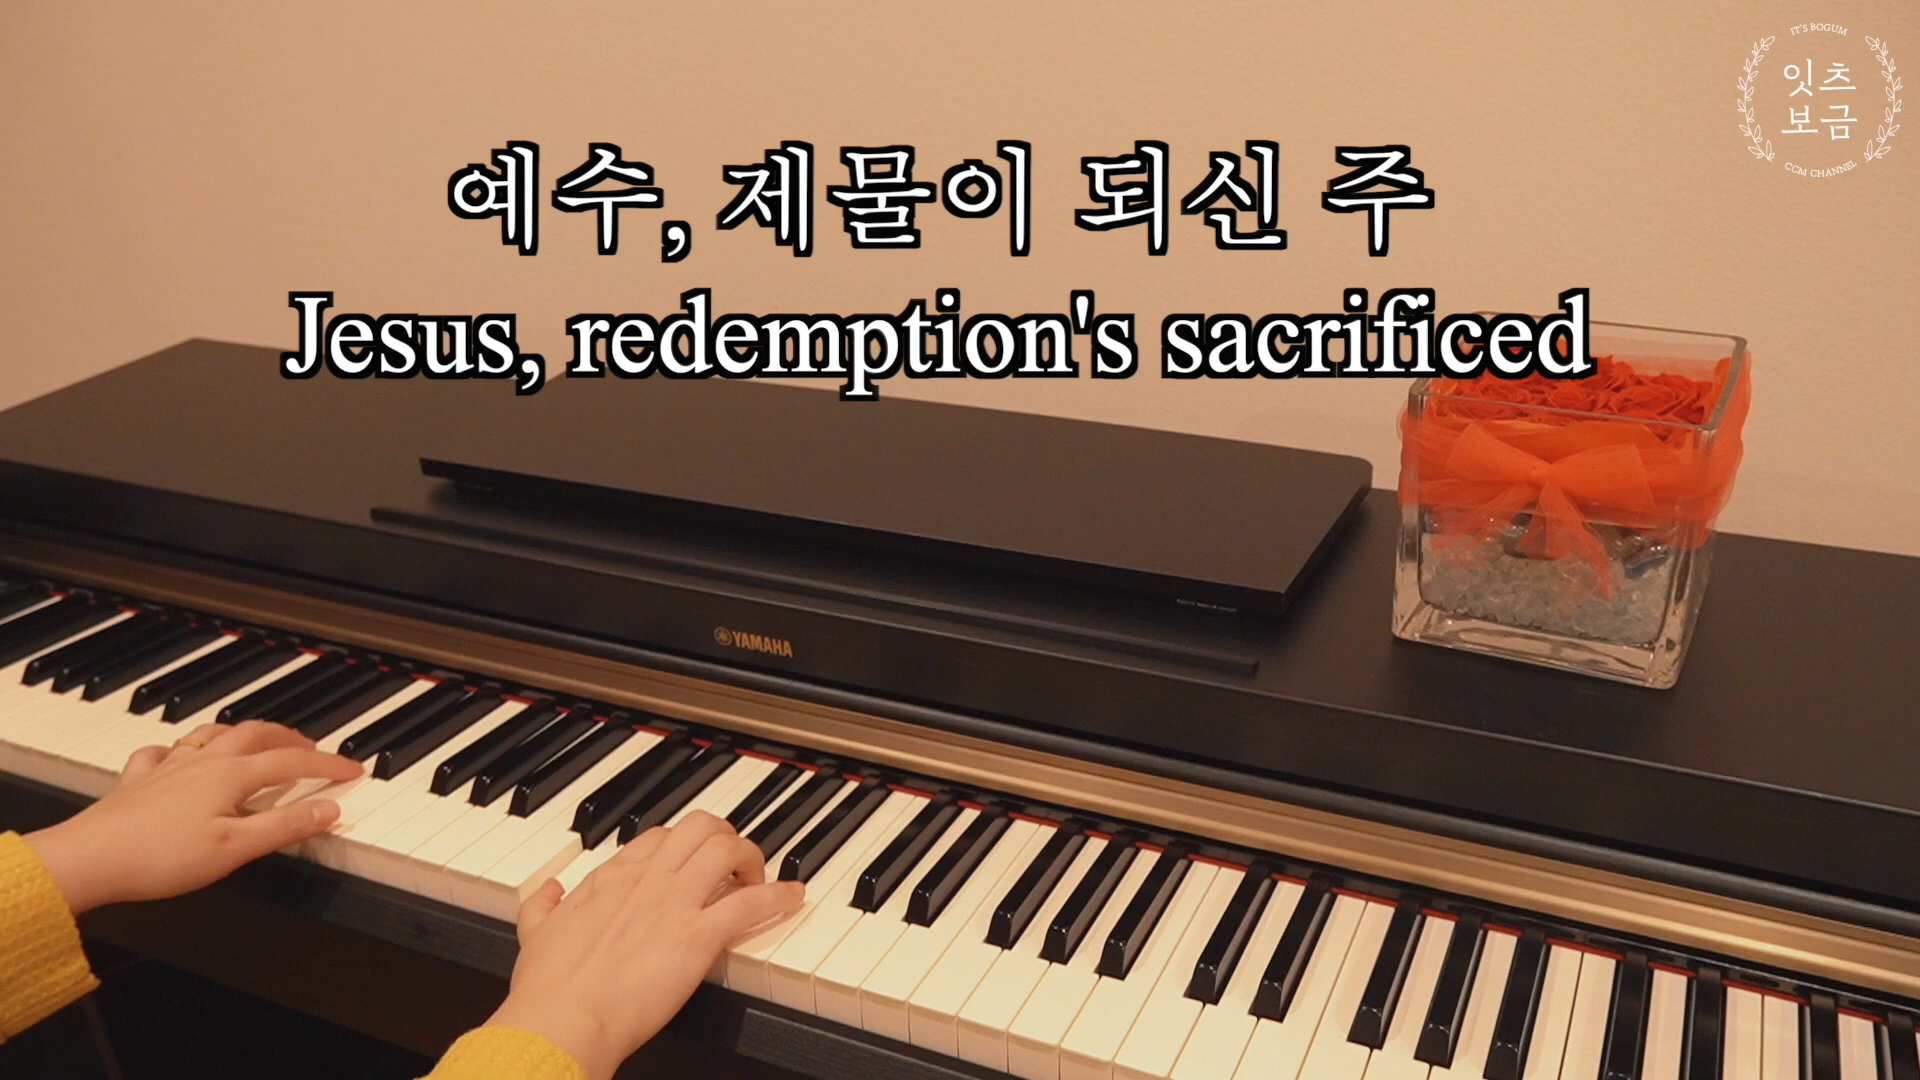 IT'S BOGUM
잇츠
보금
CCM CHANNEL
예수, 제물이 되신 주
Jesus, redemption's sacrificed
YAMAHA